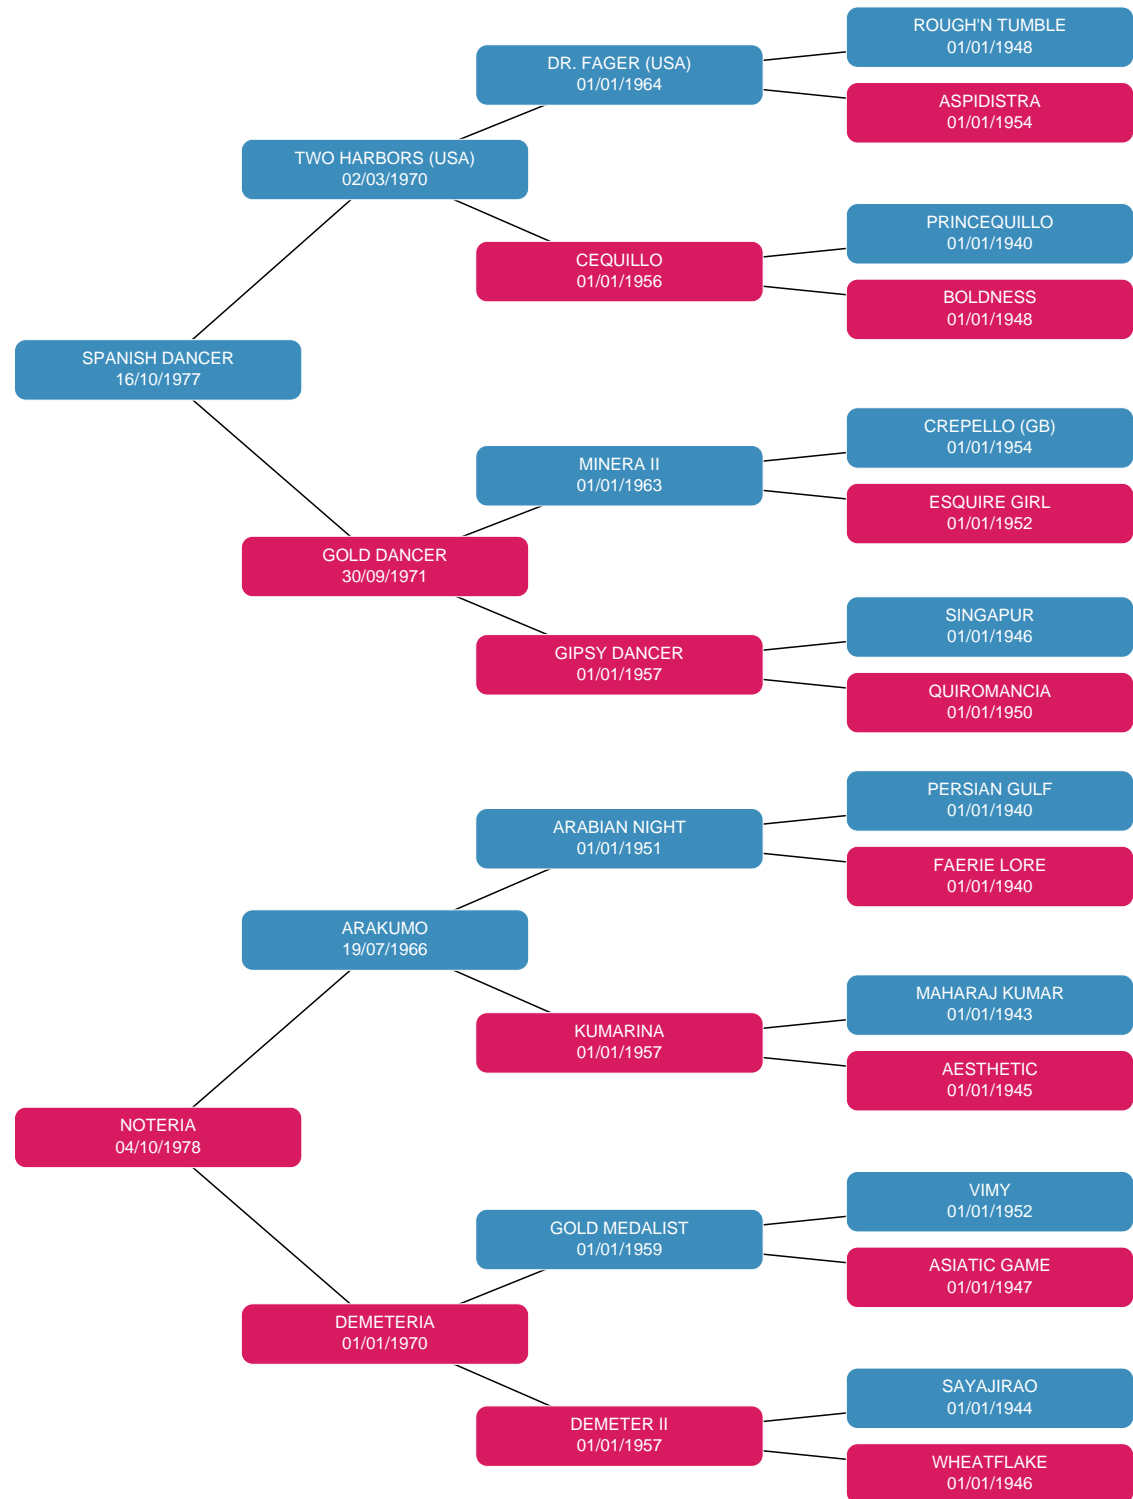 ROUGH'N TUMBLE
01/01/1948
DR. FAGER (USA)
01/01/1964
ASPIDISTRA
01/01/1954
TWO HARBORS (USA)
02/03/1970
PRINCEQUILLO
01/01/1940
CEQUILLO
01/01/1956
BOLDNESS
01/01/1948
SPANISH DANCER
16/10/1977
CREPELLO (GB)
01/01/1954
MINERA II
01/01/1963
ESQUIRE GIRL
01/01/1952
GOLD DANCER
30/09/1971
SINGAPUR
01/01/1946
GIPSY DANCER
01/01/1957
QUIROMANCIA
01/01/1950
PERSIAN GULF
01/01/1940
ARABIAN NIGHT
01/01/1951
FAERIE LORE
01/01/1940
ARAKUMO
19/07/1966
MAHARAJ KUMAR
01/01/1943
KUMARINA
01/01/1957
AESTHETIC
01/01/1945
NOTERIA
04/10/1978
VIMY
01/01/1952
GOLD MEDALIST
01/01/1959
ASIATIC GAME
01/01/1947
DEMETERIA
01/01/1970
SAYAJIRAO
01/01/1944
DEMETER II
01/01/1957
WHEATFLAKE
01/01/1946